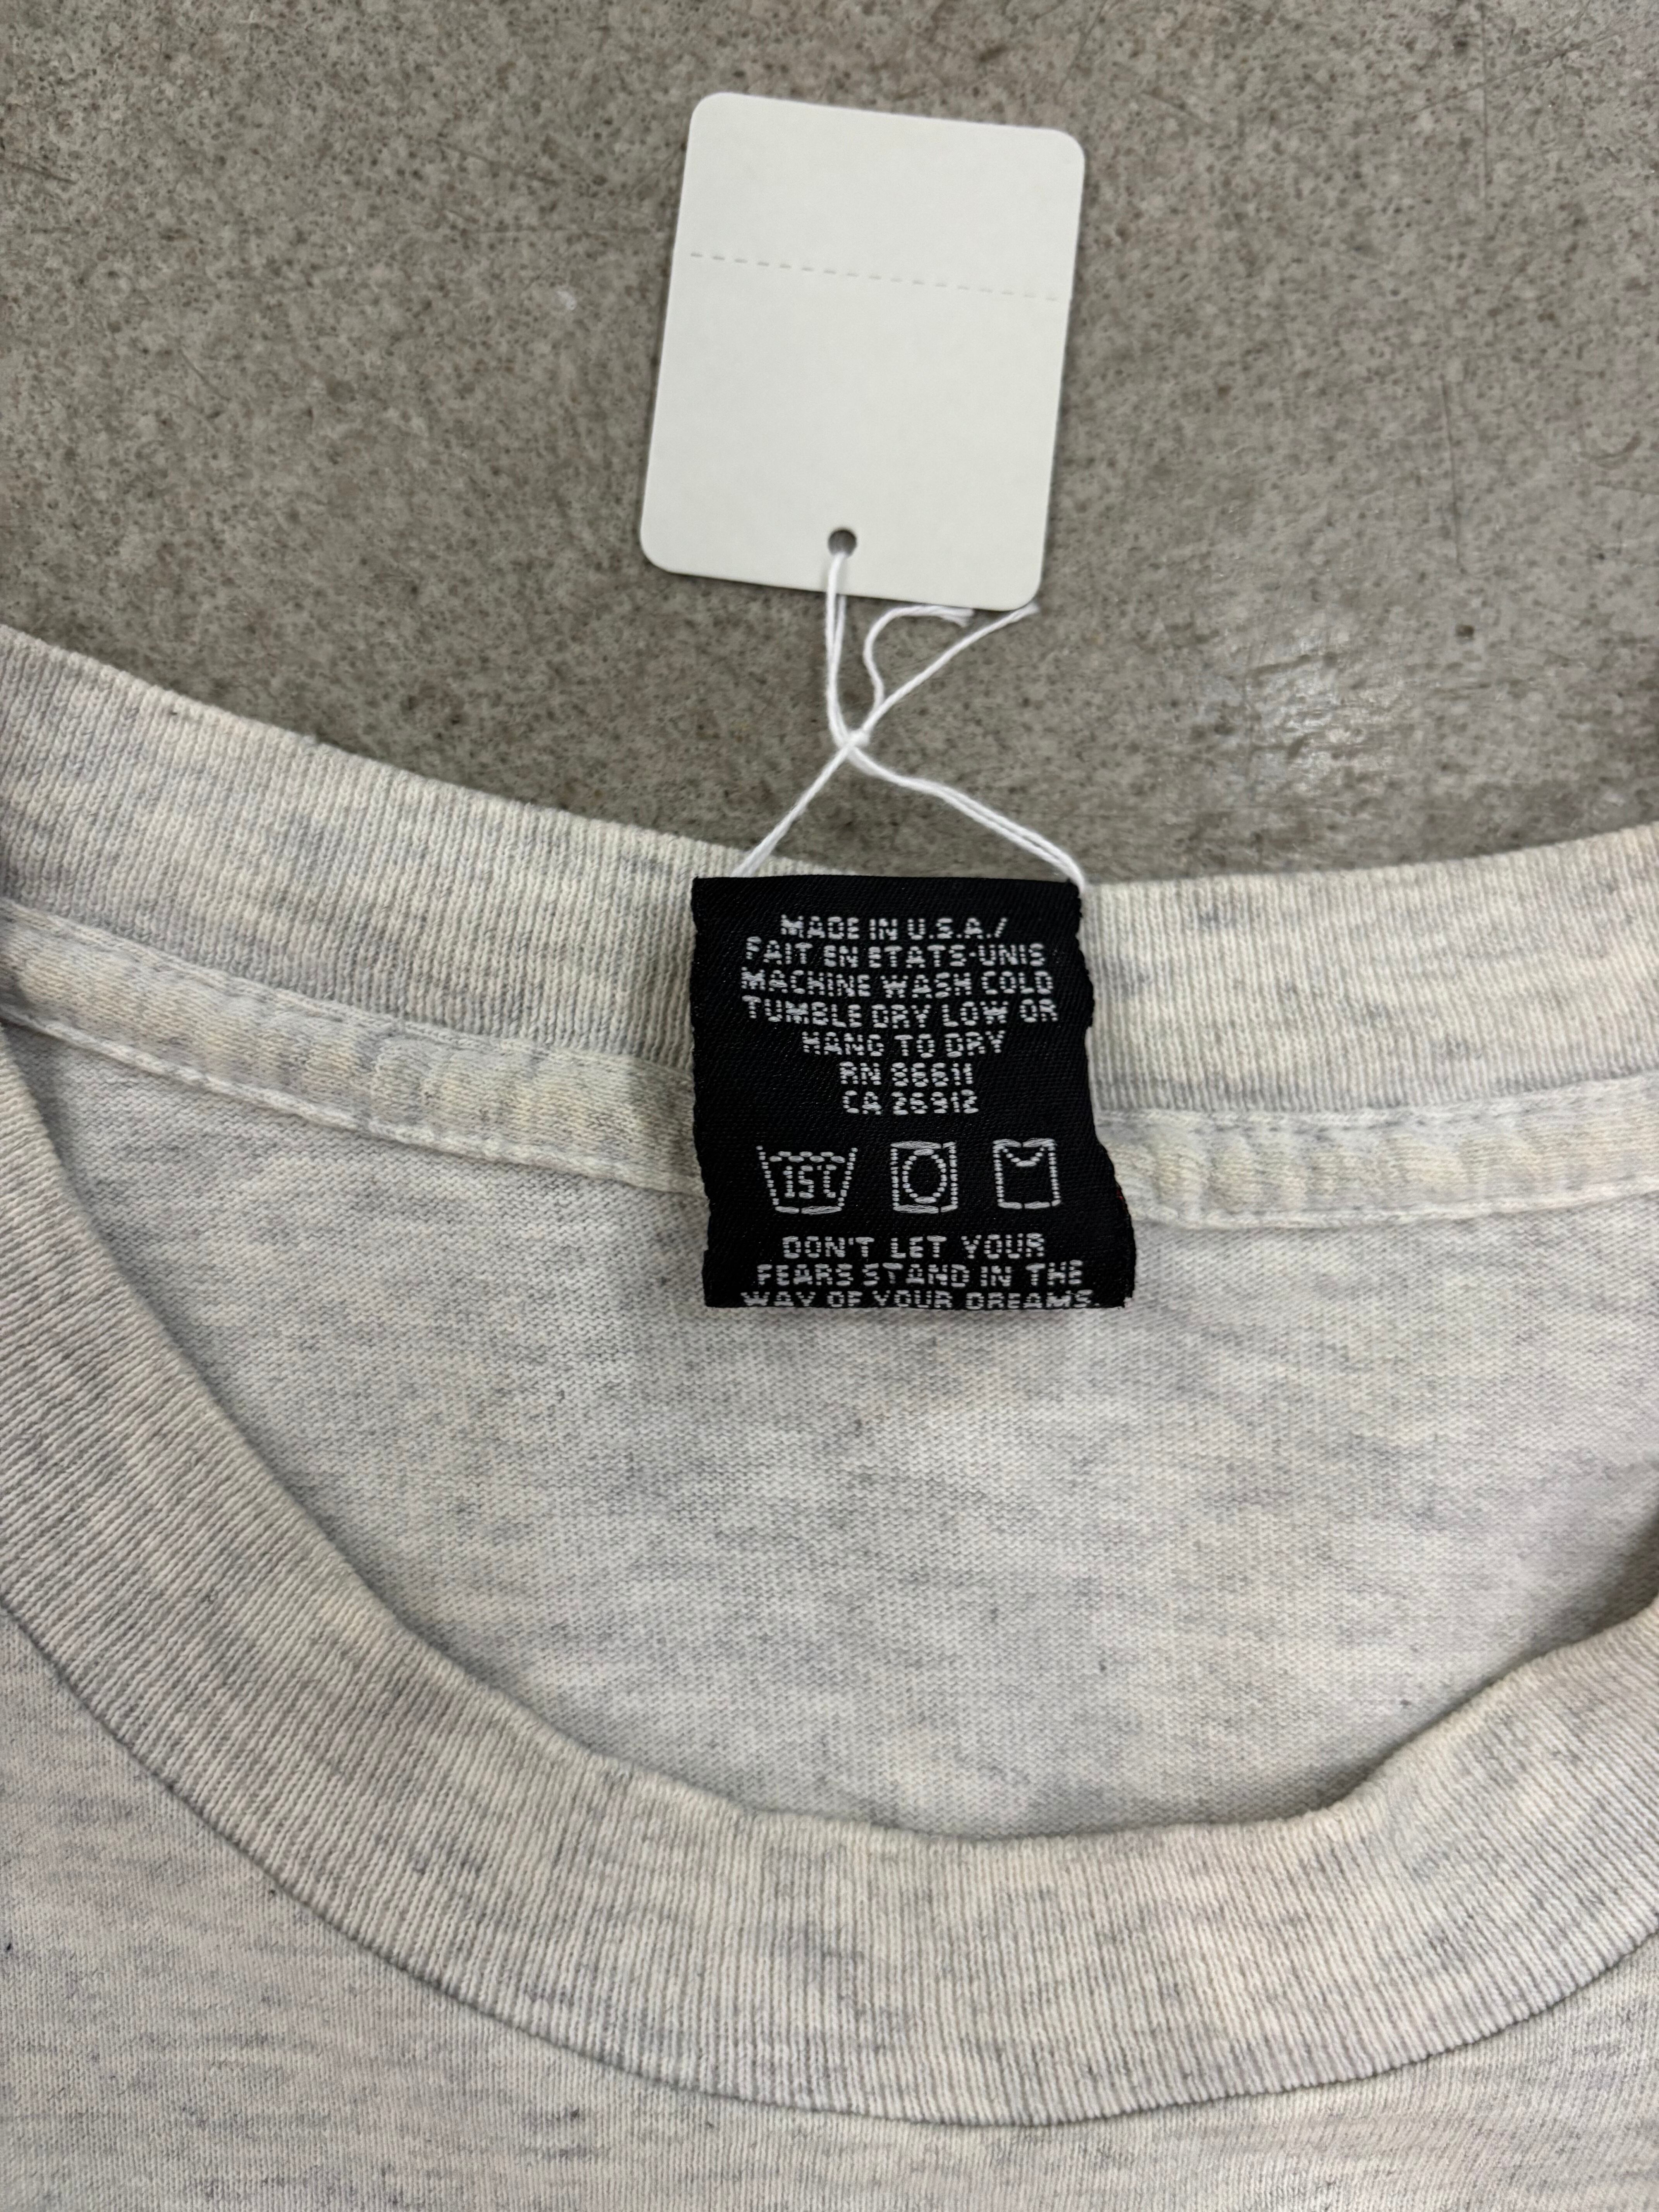 MADE IN U.S.A./
FAIT EN ETATS-UNIS
MACHINE WASH COLD
TUMBLE DRY LOW OR
HANG TO DRY
RN 86611
CA 26912
15°C
DON'T LET YOUR
FEARS STAND IN THE
WAY OF YOUR DREAMS.